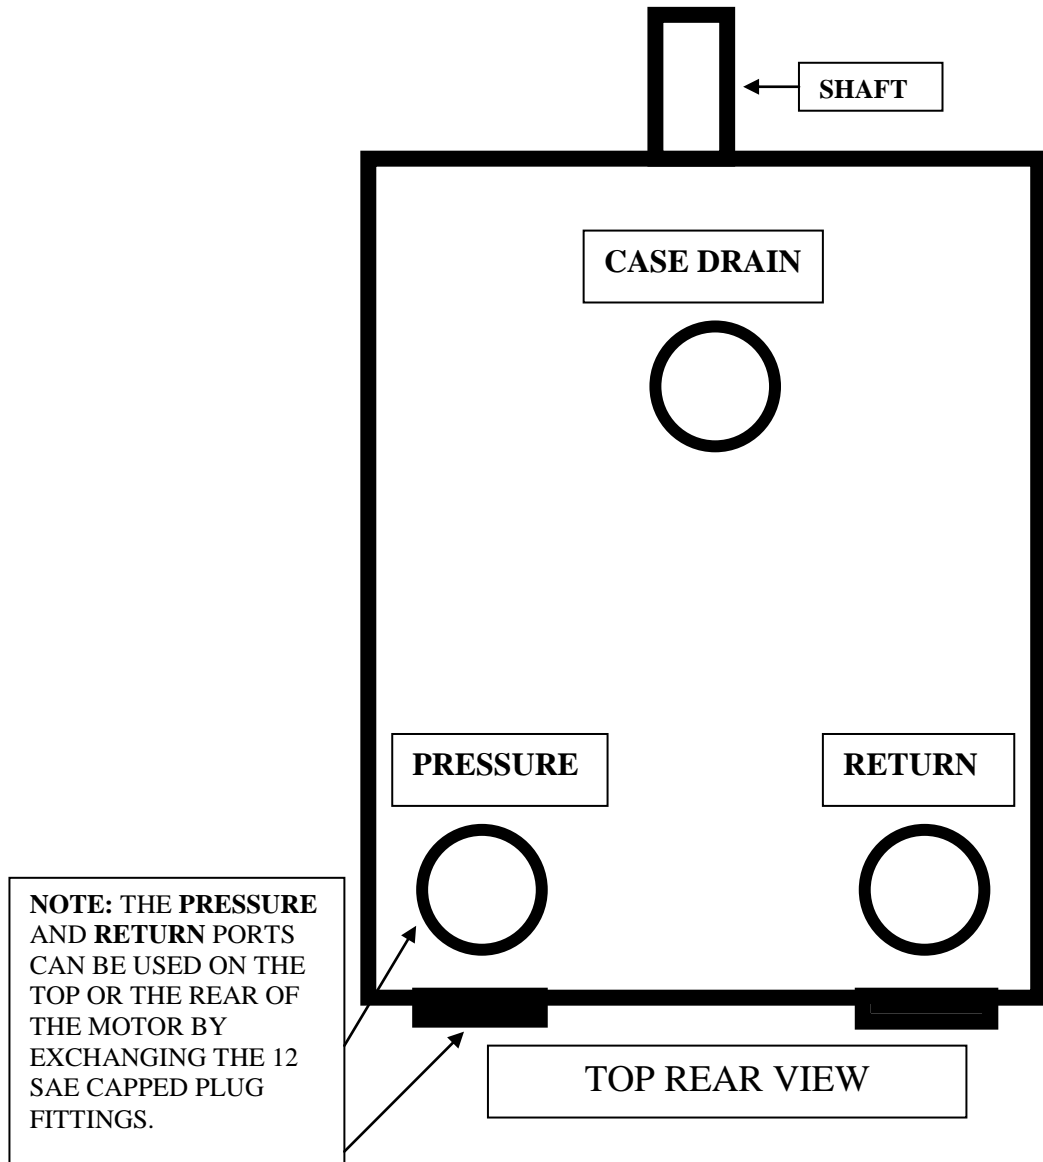 SHAFT
CASE DRAIN
PRESSURE
RETURN
NOTE: THE PRESSURE
AND RETURN PORTS
CAN BE USED ON THE
TOP OR THE REAR OF
THE MOTOR BY
EXCHANGING THE 12
SAE CAPPED PLUG
FITTINGS.
TOP REAR VIEW